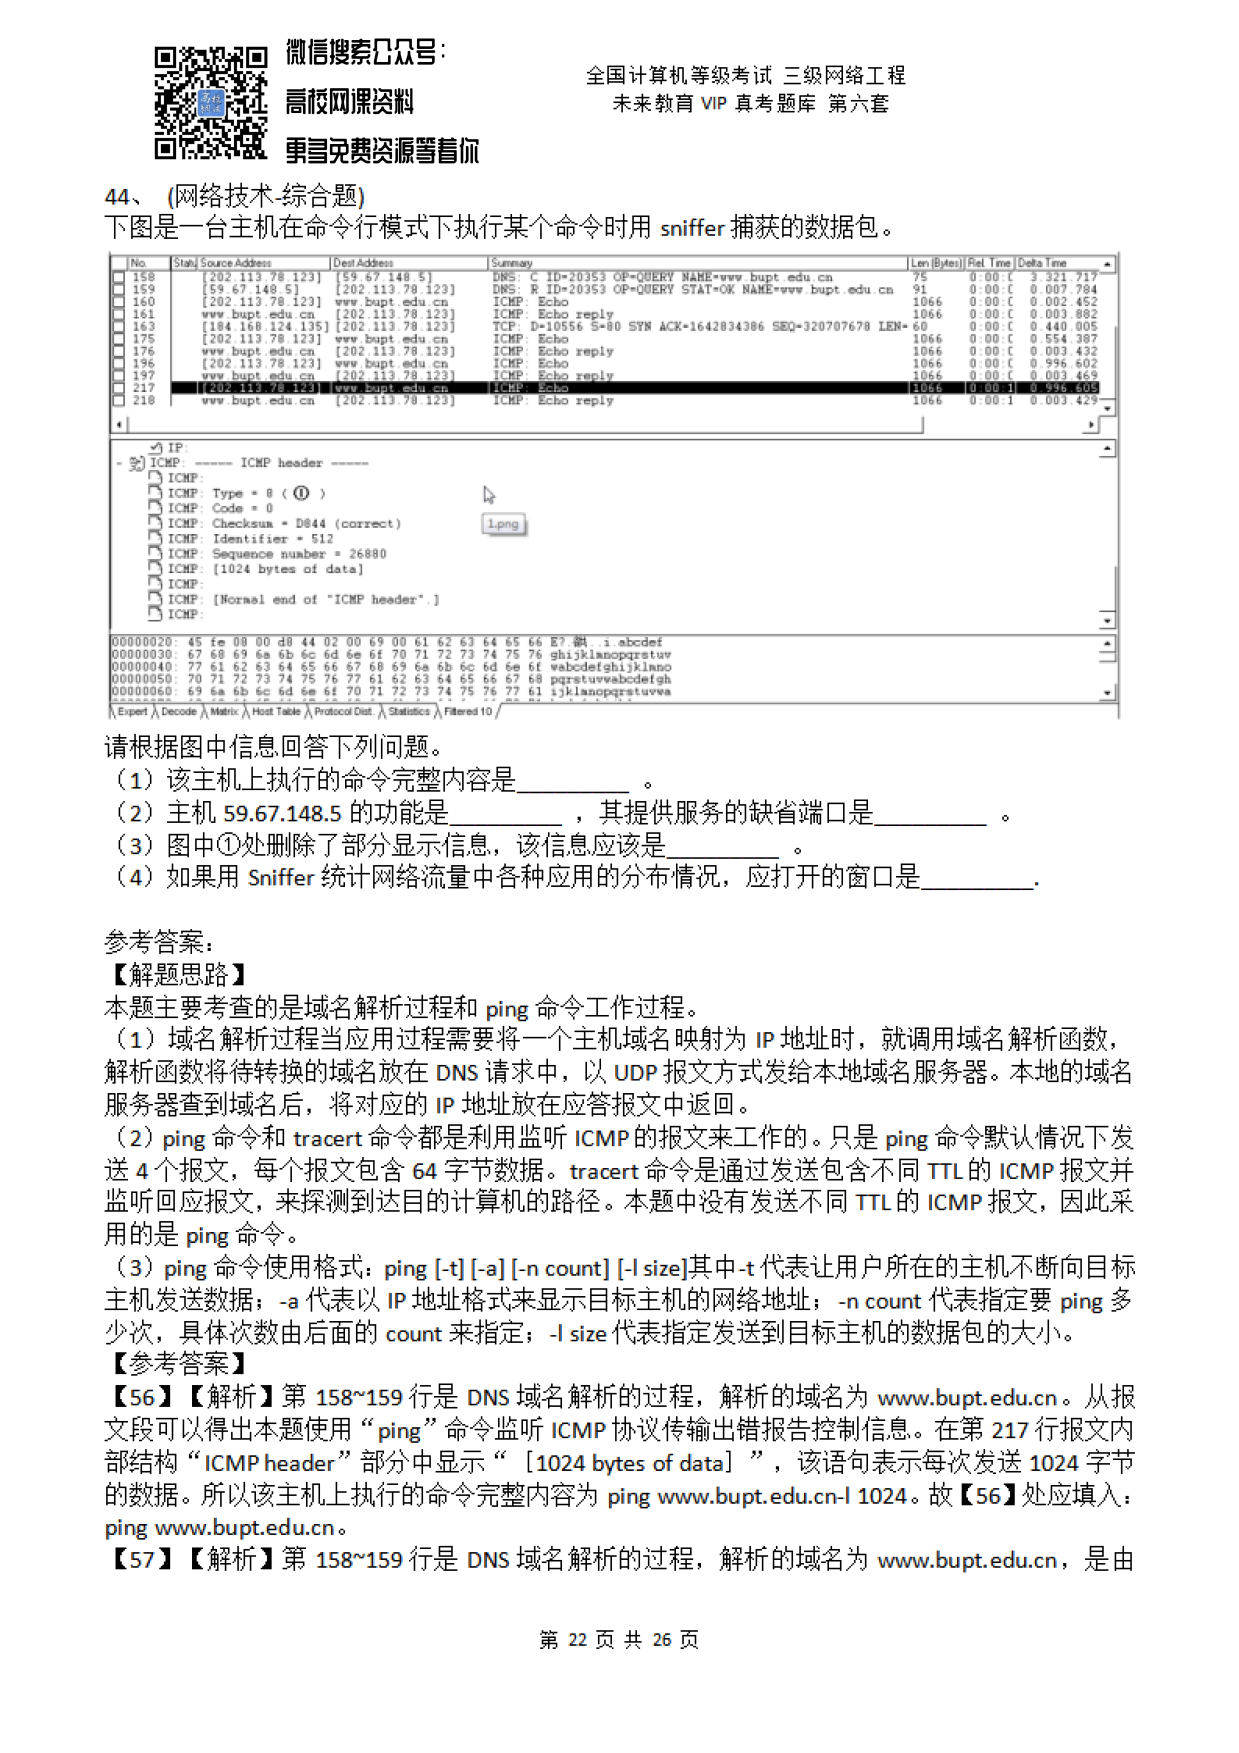 微信搜索公众号：
高校网课资料
更多免费资源等着你
全国计算机等级考试 三级网络工程
未来教育 VIP 真考题库 第六套
44、 (网络技术-综合题)
下图是一台主机在命令行模式下执行某个命令时用 sniffer 捕获的数据包。
No. Statu Source Address Dest Address Summary Len (Bytes) Rel. Time Delta Time
158 [202.113.78.123] [59.67.148.5] DNS: C ID=20353 OP=QUERY NAME=www.bupt.edu.cn 75 0:00:0 3.321.717
159 [59.67.148.5] [202.113.78.123] DNS: R ID=20353 OP=QUERY STAT=OK NAME=www.bupt.edu.cn 91 0:00:0 0.007.784
160 [202.113.78.123] www.bupt.edu.cn ICMP: Echo 1066 0:00:0 0.002.452
161 www.bupt.edu.cn [202.113.78.123] ICMP: Echo reply 1066 0:00:0 0.003.882
163 [184.168.124.135] [202.113.78.123] TCP: D=10556 S=80 SYN ACK=1642834386 SEQ=320707678 LEN= 60 0:00:0 0.440.005
175 [202.113.78.123] www.bupt.edu.cn ICMP: Echo 1066 0:00:0 0.554.387
176 www.bupt.edu.cn [202.113.78.123] ICMP: Echo reply 1066 0:00:0 0.003.432
196 [202.113.78.123] www.bupt.edu.cn ICMP: Echo 1066 0:00:0 0.996.602
197 www.bupt.edu.cn [202.113.78.123] ICMP: Echo reply 1066 0:00:0 0.003.469
217 [202.113.78.123] www.bupt.edu.cn ICMP: Echo 1066 0:00:1 0.996.605
218 www.bupt.edu.cn [202.113.78.123] ICMP: Echo reply 1066 0:00:1 0.003.429
IP:
- ICMP: ----- ICMP header -----
ICMP:
ICMP: Type = 8 ( ① )
ICMP: Code = 0
ICMP: Checksum = D844 (correct)
ICMP: Identifier = 512
ICMP: Sequence number = 26880
ICMP: [1024 bytes of data]
ICMP:
ICMP: [Normal end of "ICMP header".]
ICMP:
1.png
00000020: 45 fe 08 00 d8 44 02 00 69 00 61 62 63 64 65 66 E?. ..i.abcdef
00000030: 67 68 69 6a 6b 6c 6d 6e 6f 70 71 72 73 74 75 76 ghijklmnopqrstuv
00000040: 77 61 62 63 64 65 66 67 68 69 6a 6b 6c 6d 6e 6f wabcdefghijklmno
00000050: 70 71 72 73 74 75 76 77 61 62 63 64 65 66 67 68 pqrstuvwabcdefgh
00000060: 69 6a 6b 6c 6d 6e 6f 70 71 72 73 74 75 76 77 61 ijklmnopqrstuvwa
Expert Decode Matrix Host Table Protocol Dist. Statistics Filtered 10
请根据图中信息回答下列问题。
（1）该主机上执行的命令完整内容是_________ 。
（2）主机 59.67.148.5 的功能是_________ ，其提供服务的缺省端口是_________ 。
（3）图中①处删除了部分显示信息，该信息应该是_________ 。
（4）如果用 Sniffer 统计网络流量中各种应用的分布情况，应打开的窗口是_________.
参考答案：
【解题思路】
本题主要考查的是域名解析过程和 ping 命令工作过程。
（1）域名解析过程当应用过程需要将一个主机域名映射为 IP 地址时，就调用域名解析函数，
解析函数将待转换的域名放在 DNS 请求中，以 UDP 报文方式发给本地域名服务器。本地的域名
服务器查到域名后，将对应的 IP 地址放在应答报文中返回。
（2）ping 命令和 tracert 命令都是利用监听 ICMP 的报文来工作的。只是 ping 命令默认情况下发
送 4 个报文，每个报文包含 64 字节数据。tracert 命令是通过发送包含不同 TTL 的 ICMP 报文并
监听回应报文，来探测到达目的计算机的路径。本题中没有发送不同 TTL 的 ICMP 报文，因此采
用的是 ping 命令。
（3）ping 命令使用格式：ping [-t] [-a] [-n count] [-l size]其中-t 代表让用户所在的主机不断向目标
主机发送数据；-a 代表以 IP 地址格式来显示目标主机的网络地址；-n count 代表指定要 ping 多
少次，具体次数由后面的 count 来指定；-l size 代表指定发送到目标主机的数据包的大小。
【参考答案】
【56】【解析】第 158~159 行是 DNS 域名解析的过程，解析的域名为 www.bupt.edu.cn。从报
文段可以得出本题使用“ping”命令监听 ICMP 协议传输出错报告控制信息。在第 217 行报文内
部结构“ICMP header”部分中显示“［1024 bytes of data］”，该语句表示每次发送 1024 字节
的数据。所以该主机上执行的命令完整内容为 ping www.bupt.edu.cn-l 1024。故【56】处应填入：
ping www.bupt.edu.cn。
【57】【解析】第 158~159 行是 DNS 域名解析的过程，解析的域名为 www.bupt.edu.cn，是由
第 22 页 共 26 页